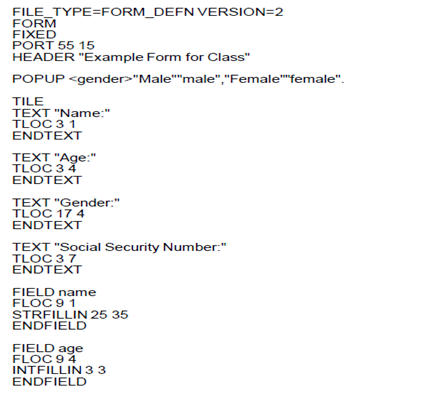 FILE_TYPE=FORM_DEFN VERSION=2
FORM
FIXED
PORT 55 15
HEADER "Example Form for Class"
POPUP <gender>"Male""male","Female""female".
TILE
TEXT "Name:"
TLOC 3 1
ENDTEXT
TEXT "Age:"
TLOC 3 4
ENDTEXT
TEXT "Gender:"
TLOC 17 4
ENDTEXT
TEXT "Social Security Number:"
TLOC 3 7
ENDTEXT
FIELD name
FLOC 9 1
STRFILLIN 25 35
ENDFIELD
FIELD age
FLOC 9 4
INTFILLIN 3 3
ENDFIELD